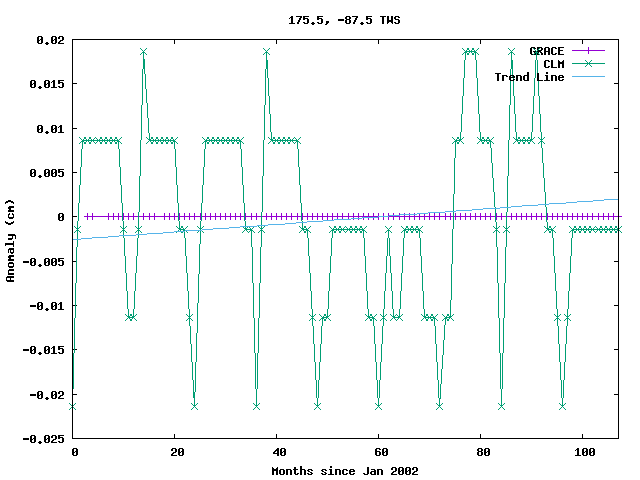 175.5, -87.5 TWS
GRACE
CLM
Trend Line
0.02
0.015
0.01
0.005
0
-0.005
-0.01
-0.015
-0.02
-0.025
Anomaly (cm)
0 20 40 60 80 100
Months since Jan 2002